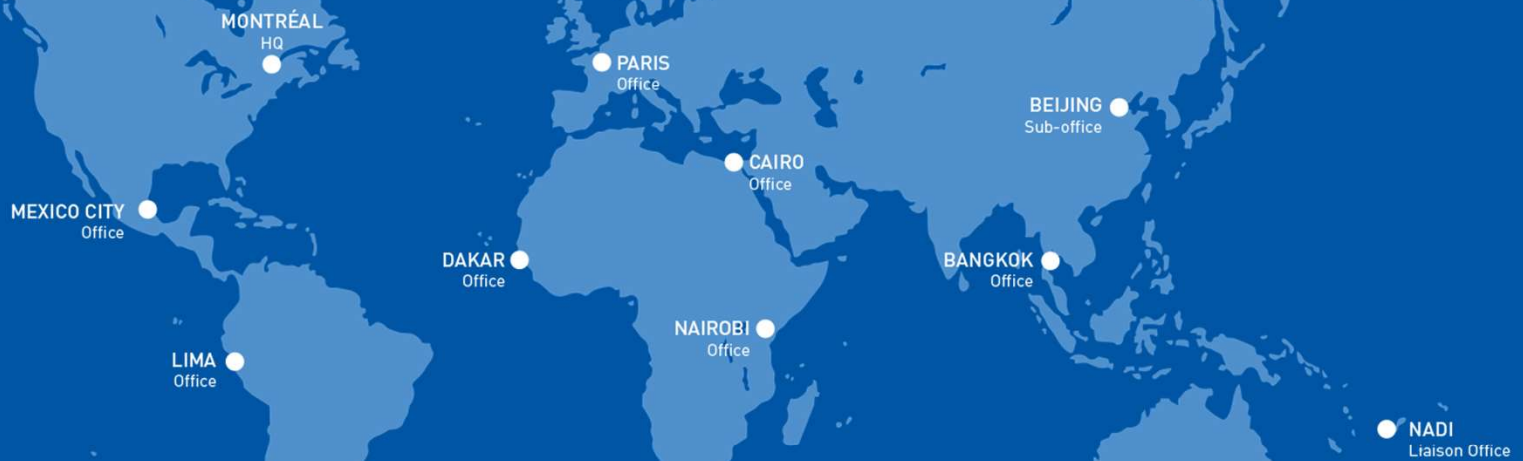 MONTRÉAL
HQ
PARIS
Office
BEIJING
Sub-office
CAIRO
Office
MEXICO CITY
Office
DAKAR
Office
BANGKOK
Office
NAIROBI
Office
LIMA
Office
NADI
Liaison Office